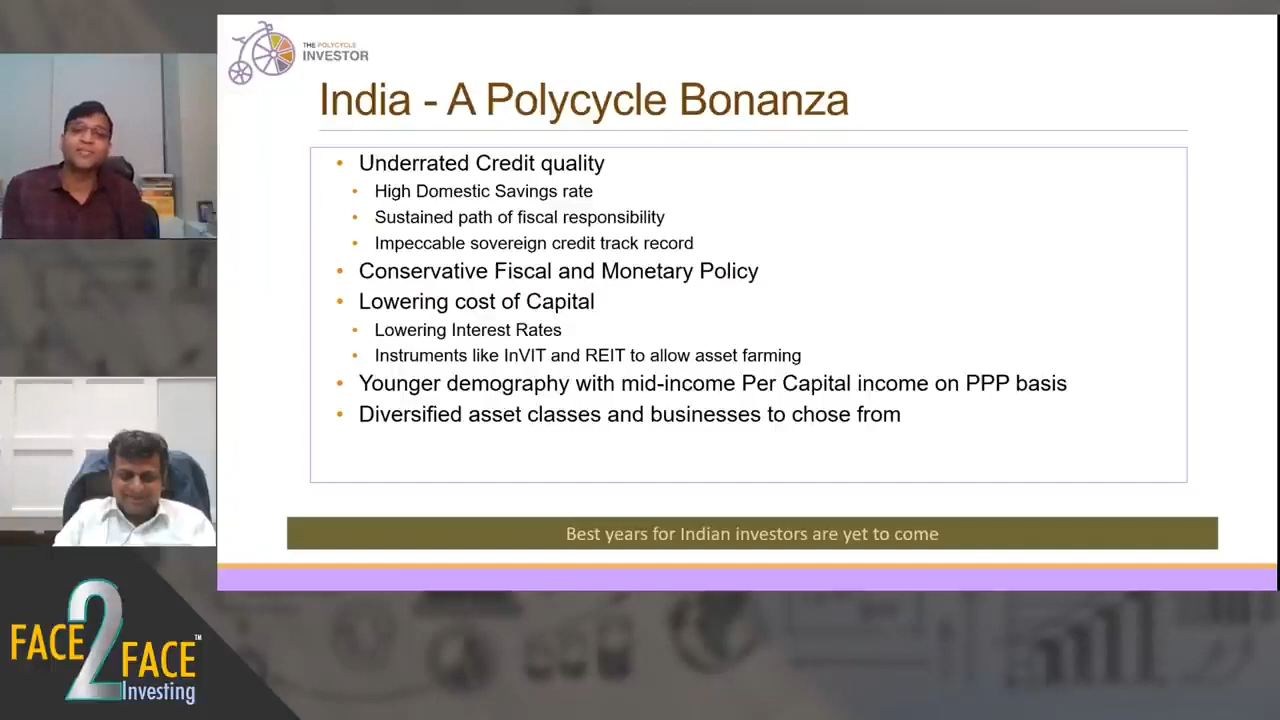 THE POLYCYCLE
INVESTOR
India - A Polycycle Bonanza
• Underrated Credit quality
• High Domestic Savings rate
• Sustained path of fiscal responsibility
• Impeccable sovereign credit track record
• Conservative Fiscal and Monetary Policy
• Lowering cost of Capital
• Lowering Interest Rates
• Instruments like InVIT and REIT to allow asset farming
• Younger demography with mid-income Per Capital income on PPP basis
• Diversified asset classes and businesses to chose from
Best years for Indian investors are yet to come
FACE 2 FACE™
Investing